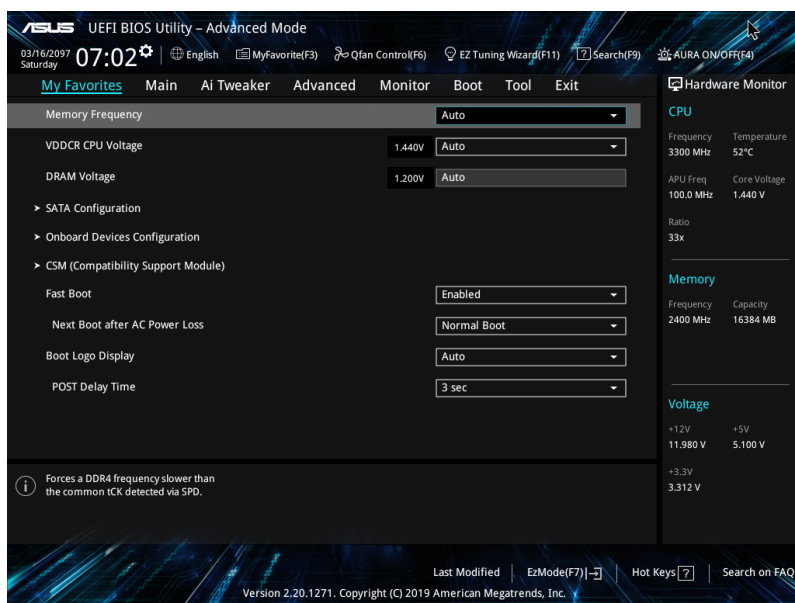 ASUS UEFI BIOS Utility – Advanced Mode
03/16/2097 Saturday 07:02 English MyFavorite(F3) Qfan Control(F6) EZ Tuning Wizard(F11) ? Search(F9) AURA ON/OFF(F4)
My Favorites Main Ai Tweaker Advanced Monitor Boot Tool Exit
Memory Frequency Auto
VDDCR CPU Voltage 1.440V Auto
DRAM Voltage 1.200V Auto
> SATA Configuration
> Onboard Devices Configuration
> CSM (Compatibility Support Module)
Fast Boot Enabled
Next Boot after AC Power Loss Normal Boot
Boot Logo Display Auto
POST Delay Time 3 sec
i Forces a DDR4 frequency slower than
the common tCK detected via SPD.
Hardware Monitor
CPU
Frequency Temperature
3300 MHz 52°C
APU Freq Core Voltage
100.0 MHz 1.440 V
Ratio
33x
Memory
Frequency Capacity
2400 MHz 16384 MB
Voltage
+12V +5V
11.980 V 5.100 V
+3.3V
3.312 V
Last Modified EzMode(F7) Hot Keys ? Search on FAQ
Version 2.20.1271. Copyright (C) 2019 American Megatrends, Inc.